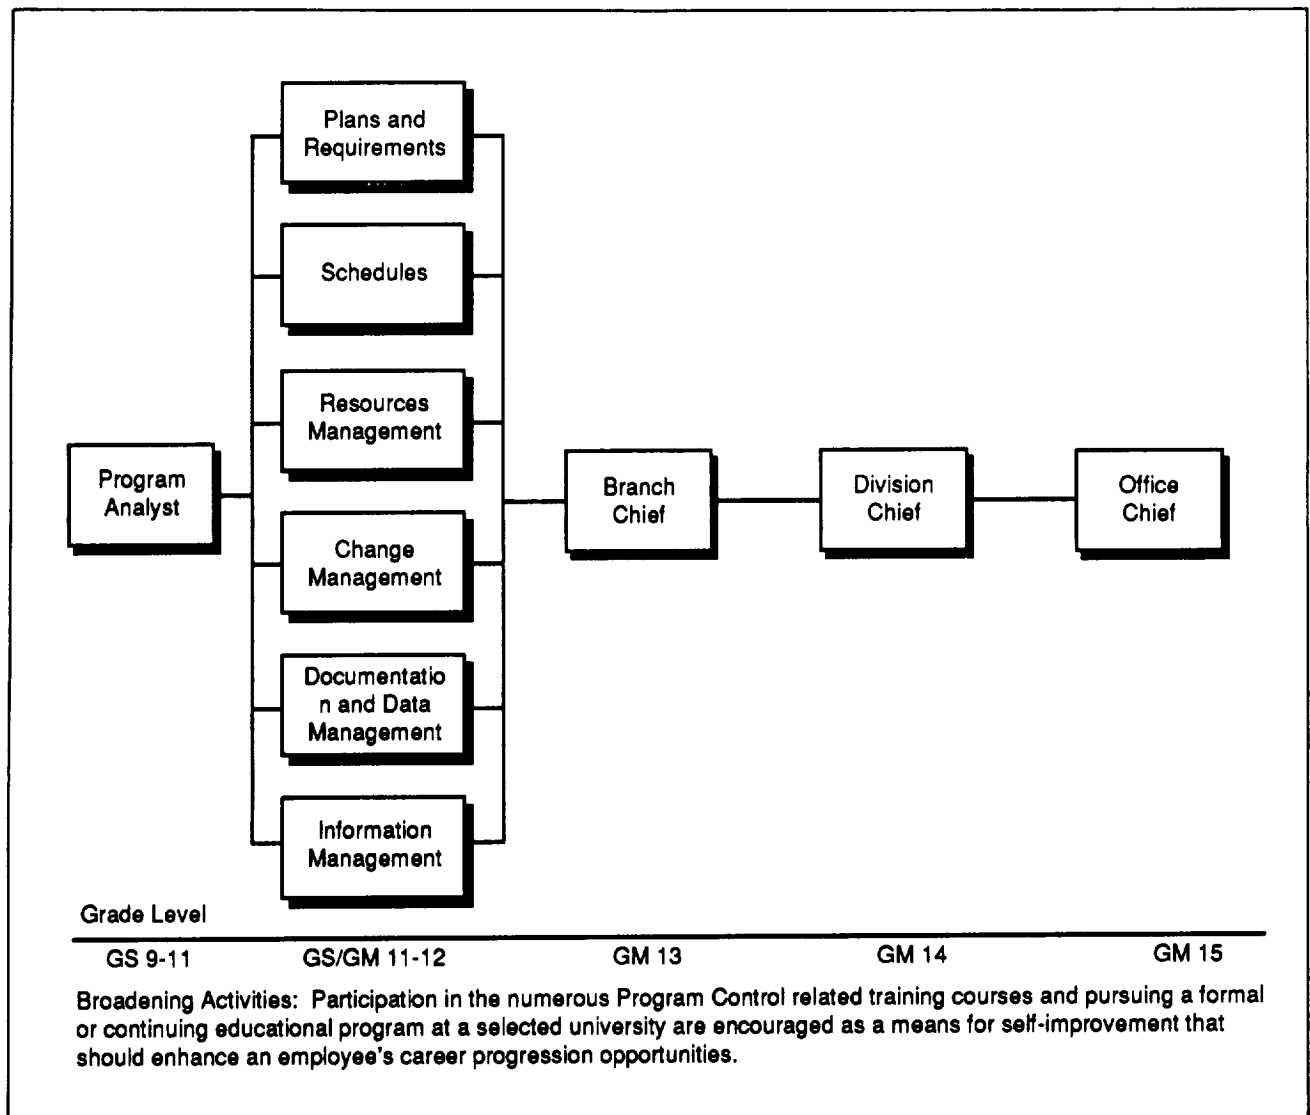 Plans and
Requirements
Schedules
Resources
Management
Program
Analyst
Change
Management
Documentatio
n and Data
Management
Information
Management
Branch
Chief
Division
Chief
Office
Chief
Grade Level
GS 9-11
GS/GM 11-12
GM 13
GM 14
GM 15
Broadening Activities: Participation in the numerous Program Control related training courses and pursuing a formal
or continuing educational program at a selected university are encouraged as a means for self-improvement that
should enhance an employee's career progression opportunities.